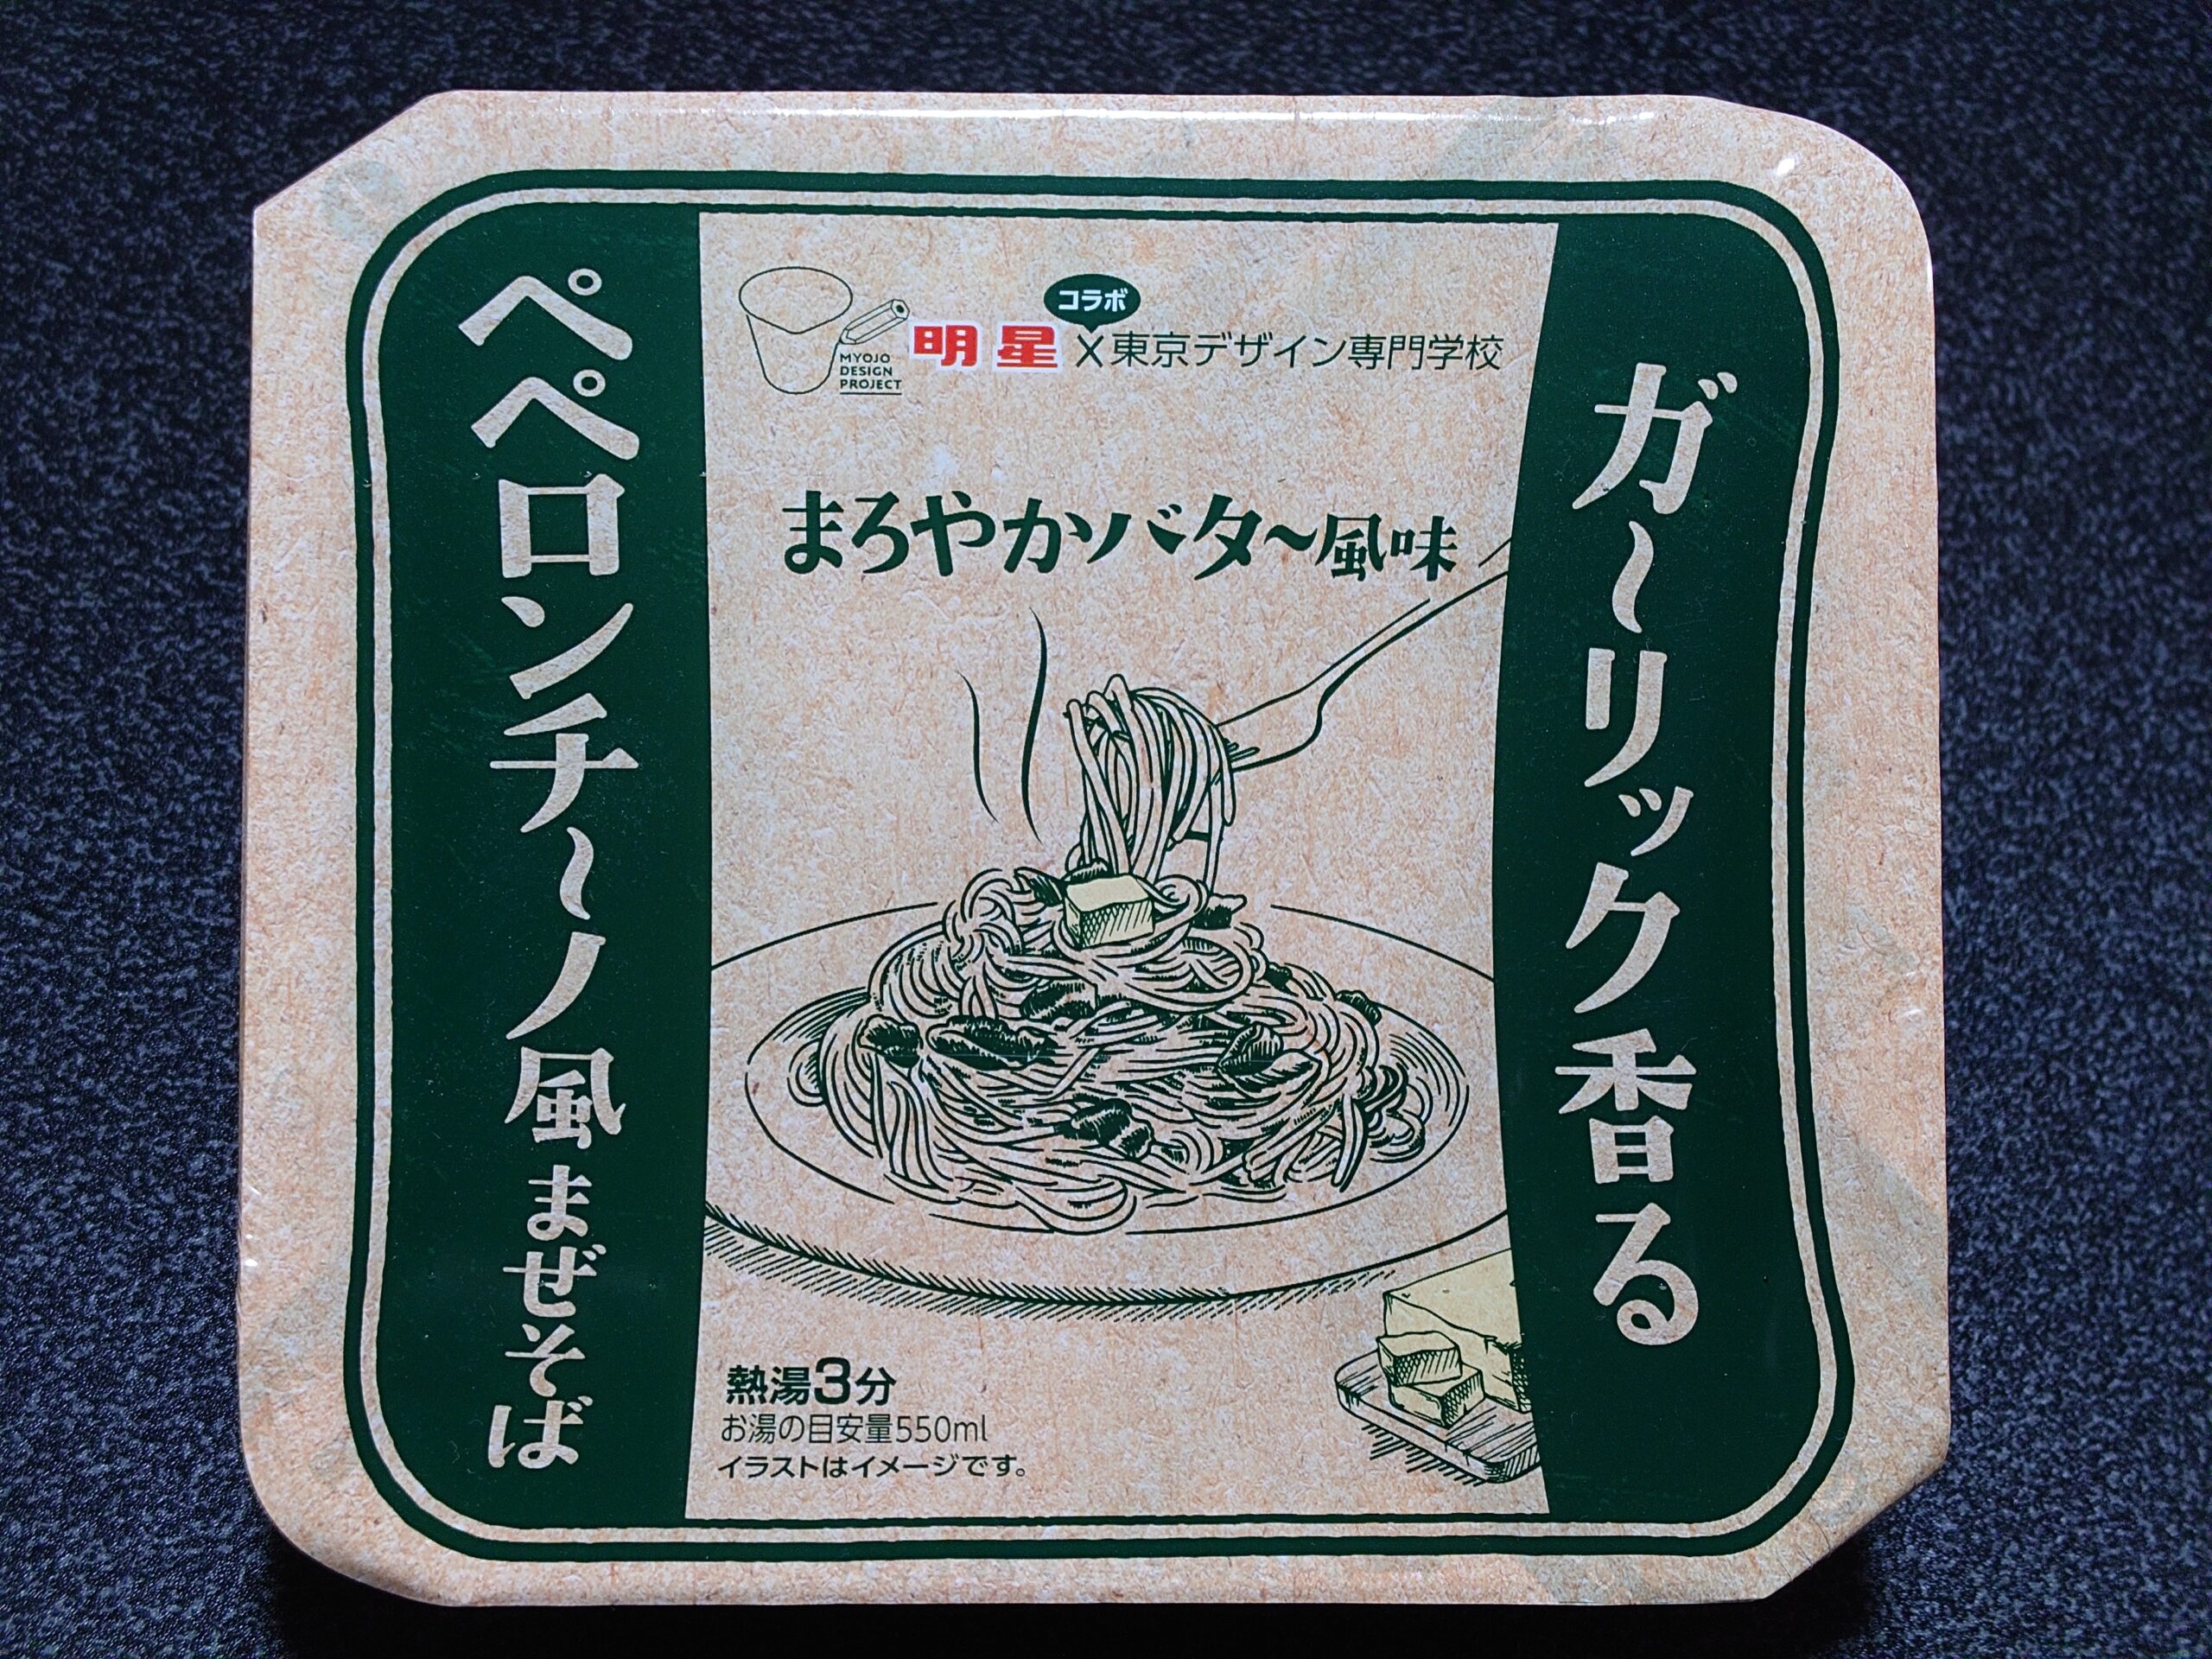 MYOJO
DESIGN
PROJECT
コラボ
明星×東京デザイン専門学校
ガ〜リック香る
まろやかバタ〜風味
ペペロンチ〜ノ風まぜそば
熱湯3分
お湯の目安量550ml
イラストはイメージです。